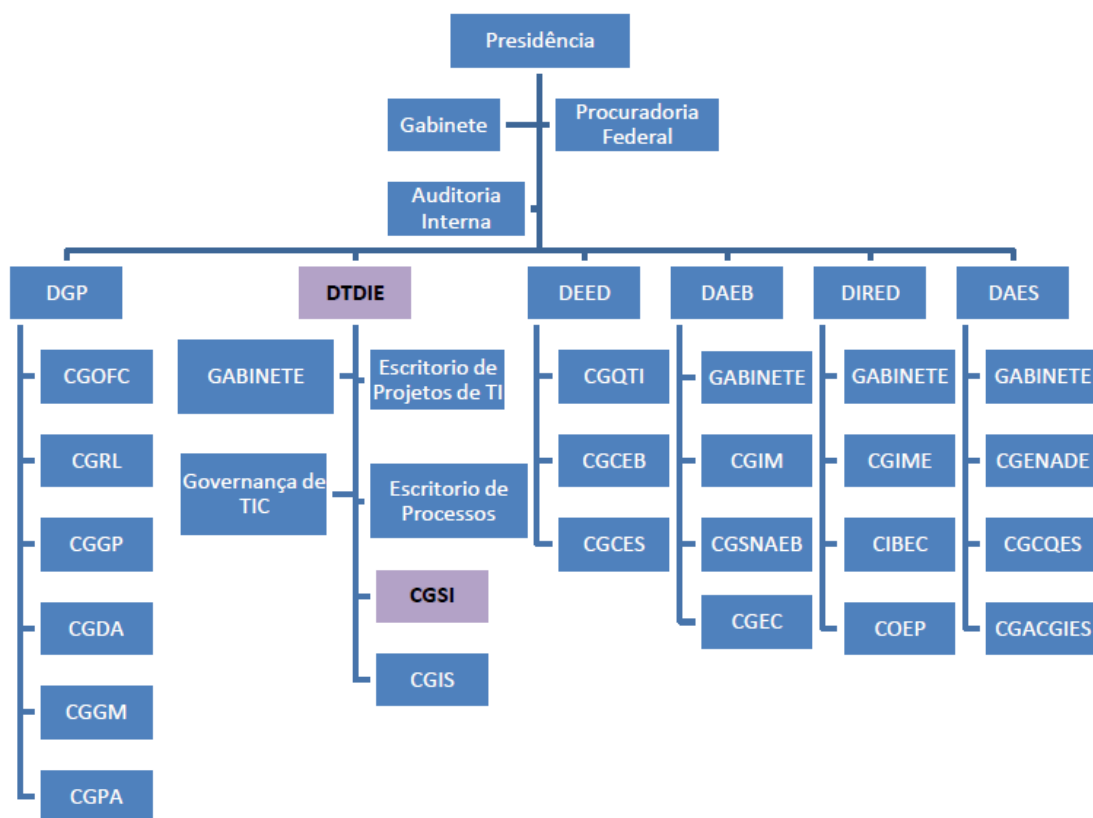 Presidência
Gabinete
Procuradoria
Federal
Auditoria
Interna
DGP
DTDIE
DEED
DAEB
DIRED
DAES
CGOFC
CGRL
CGGP
CGDA
CGGM
CGPA
GABINETE
Escritorio de
Projetos de TI
Governança de
TIC
Escritorio de
Processos
CGSI
CGIS
CGQTI
CGCEB
CGCES
GABINETE
CGIM
CGSNAEB
CGEC
GABINETE
CGIME
CIBEC
COEP
GABINETE
CGENADE
CGCQES
CGACGIES